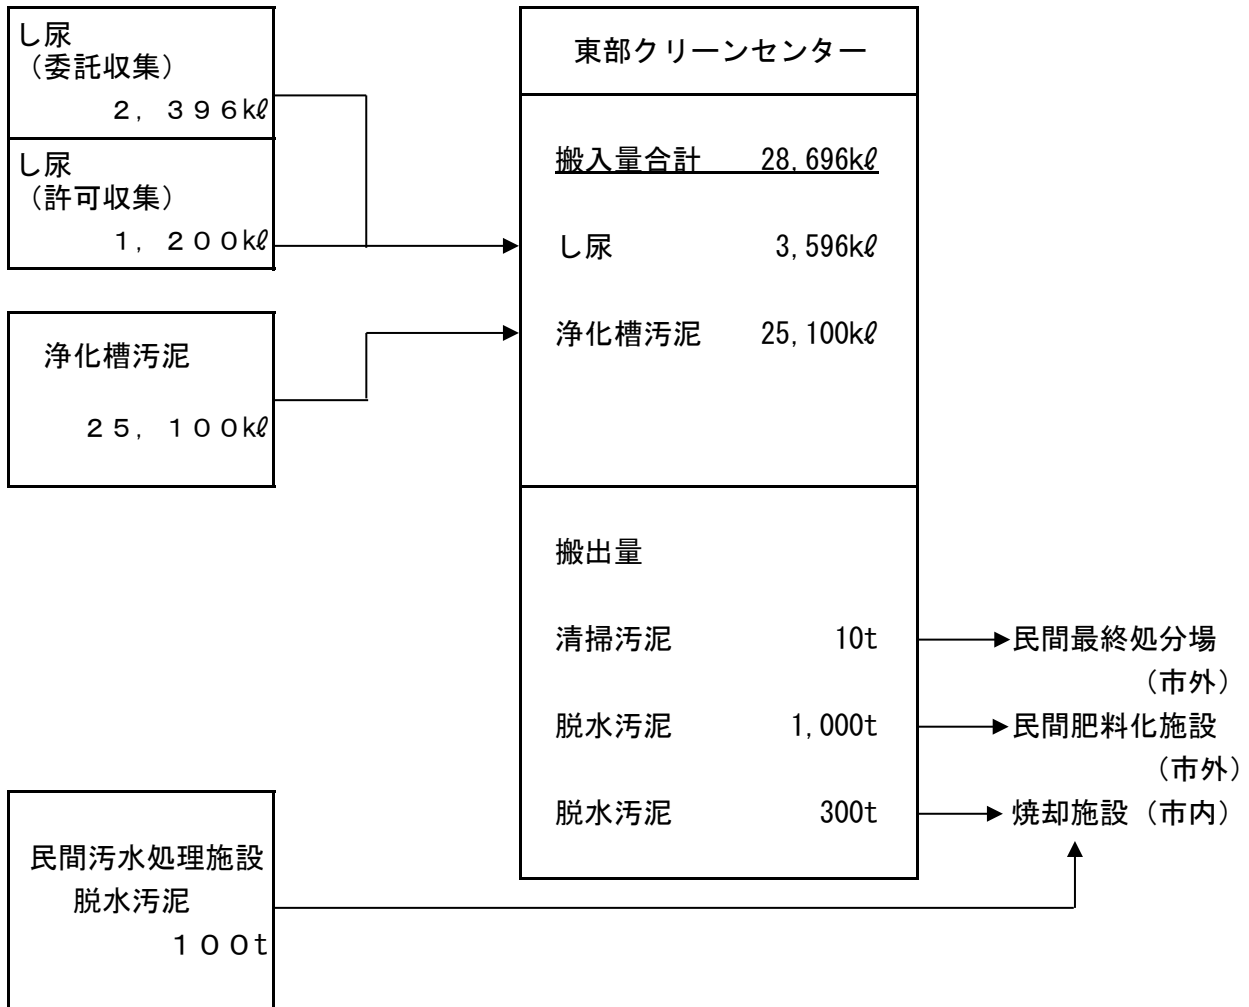 し尿
（委託収集）
２，３９６kℓ
し尿
（許可収集）
１，２００kℓ
浄化槽汚泥
２５，１００kℓ
東部クリーンセンター
搬入量合計 28,696kℓ
し尿 3,596kℓ
浄化槽汚泥 25,100kℓ
搬出量
清掃汚泥 10t
民間最終処分場
（市外）
脱水汚泥 1,000t
民間肥料化施設
（市外）
脱水汚泥 300t
焼却施設（市内）
民間汚水処理施設
脱水汚泥
１００t